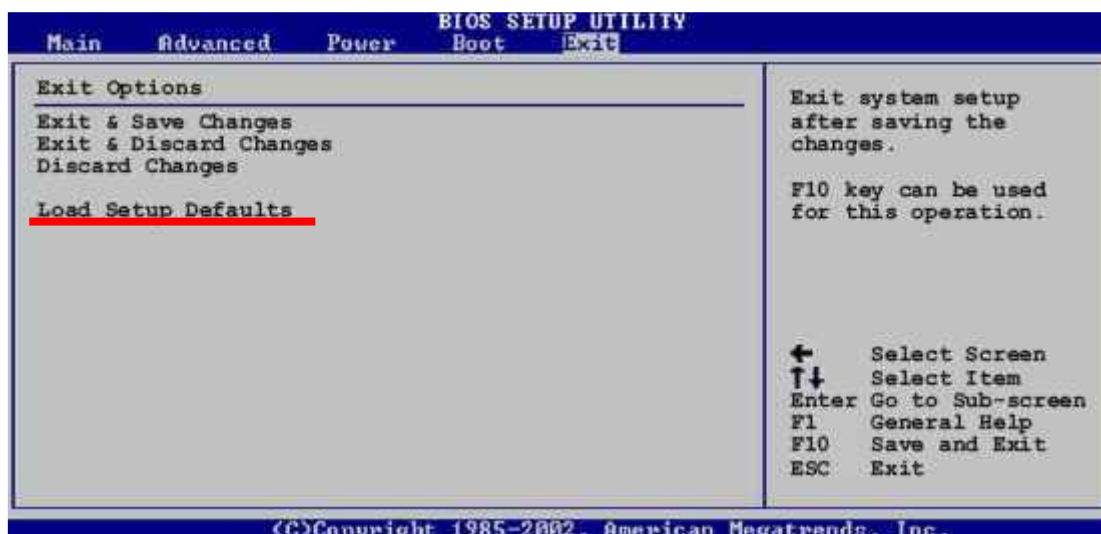 BIOS SETUP UTILITY
Main Advanced Power Boot Exit
Exit Options
Exit & Save Changes
Exit & Discard Changes
Discard Changes
Load Setup Defaults
Exit system setup
after saving the
changes.
F10 key can be used
for this operation.
← Select Screen
↑↓ Select Item
Enter Go to Sub-screen
F1 General Help
F10 Save and Exit
ESC Exit
(C)Copyright 1985-2002, American Megatrends, Inc.